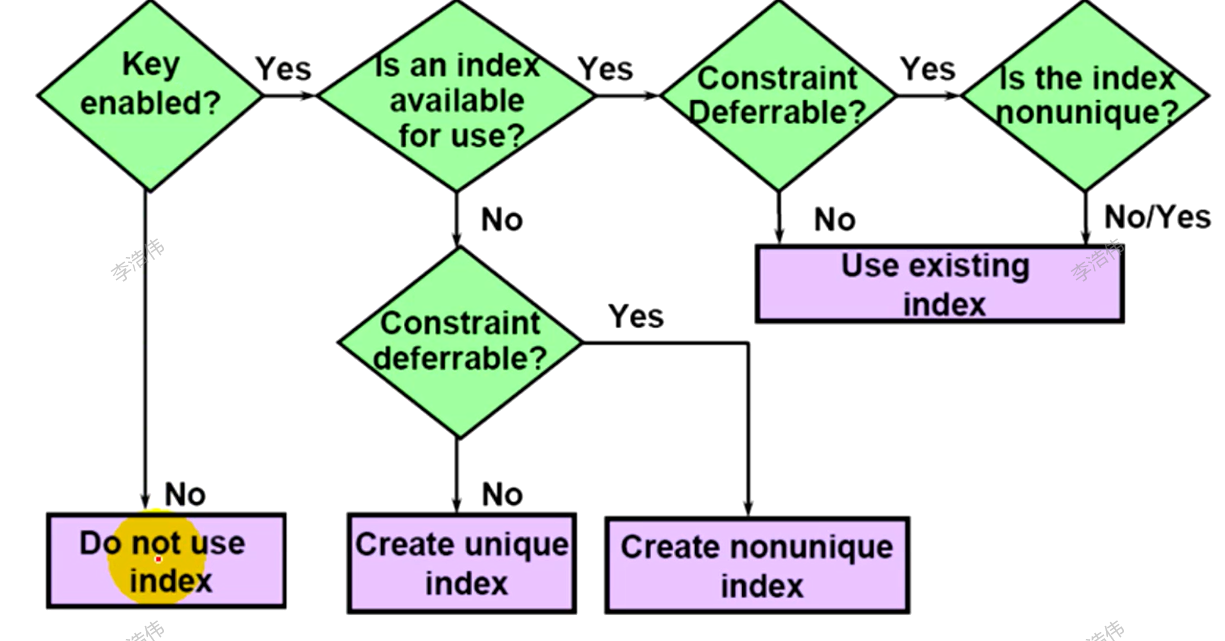 Key
enabled?
Yes
Is an index
available
for use?
Yes
Constraint
Deferrable?
Yes
Is the index
nonunique?
No
No
No/Yes
李浩伟
李浩伟
Use existing
index
Constraint
deferrable?
Yes
No
No
Do not use
index
Create unique
index
Create nonunique
index
李浩伟
李浩伟